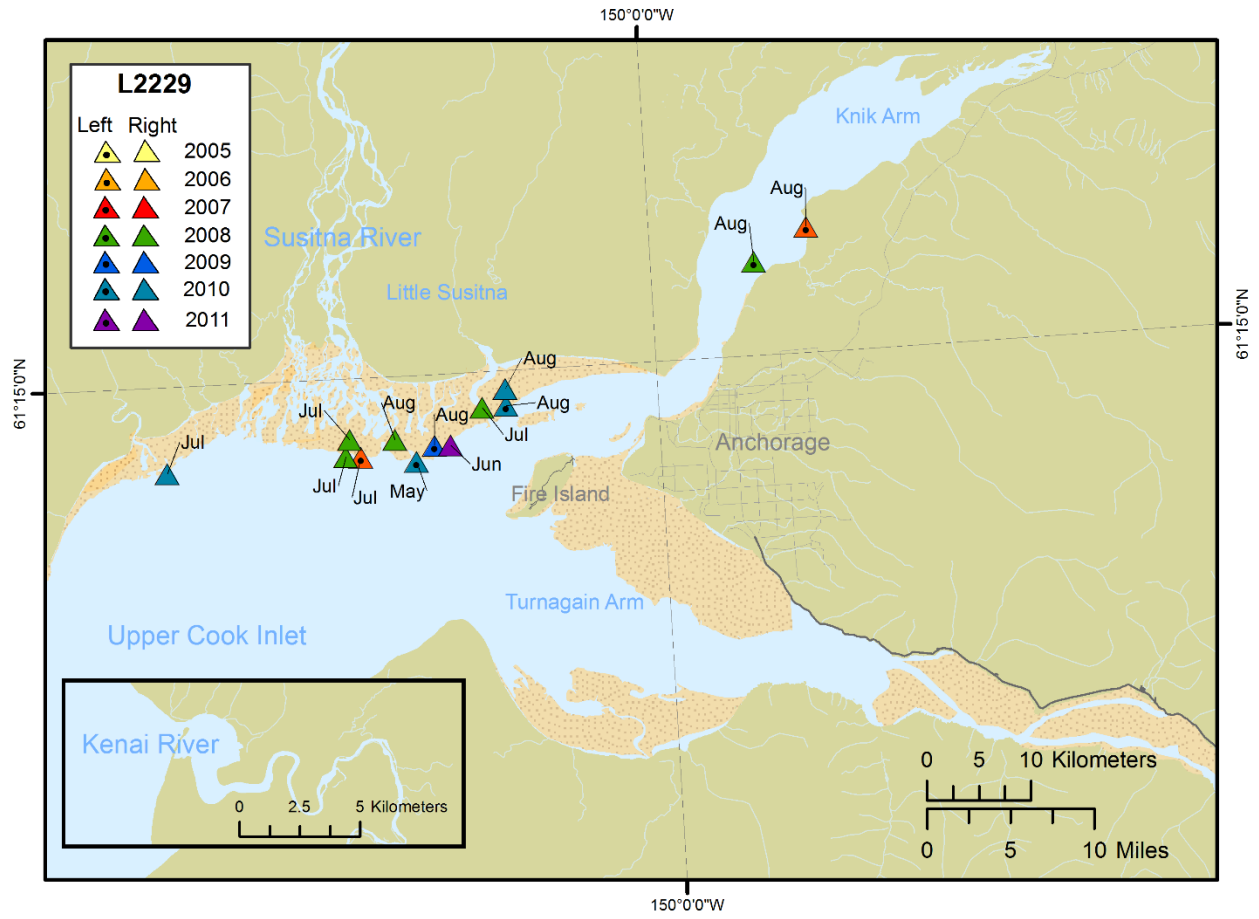 150°0'0"W
L2229
Left Right
2005
2006
2007
2008
2009
2010
2011
Knik Arm
Aug
Aug
Susitna River
Little Susitna
61°15'0"N
61°15'0"N
Aug
Aug
Jul
Aug
Aug
Jul
Jul
Jun
Jul
Jul
May
Anchorage
Fire Island
Turnagain Arm
Upper Cook Inlet
Kenai River
0 2.5 5 Kilometers
0 5 10 Kilometers
0 5 10 Miles
150°0'0"W